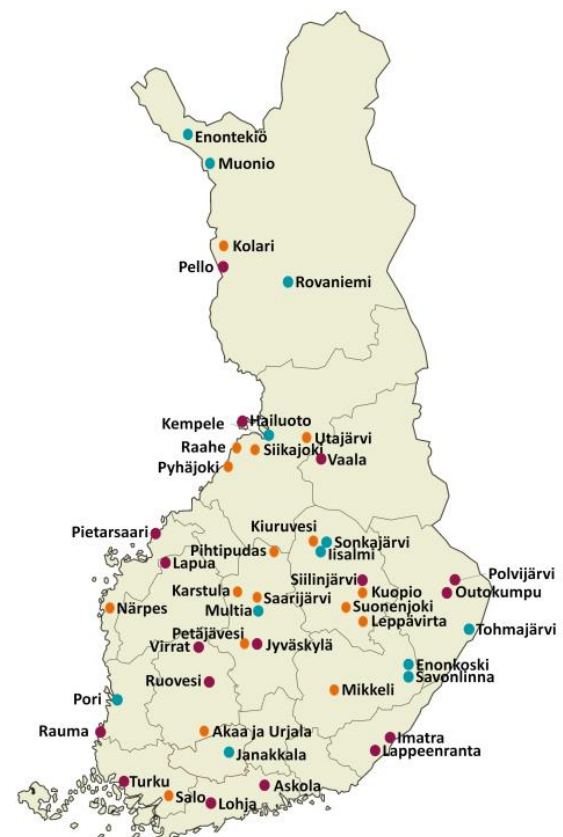 Enontekiö
Muonio
Kolari
Pello
Rovaniemi
Hailuoto
Kempele
Utajärvi
Raahe
Siikajoki
Vaala
Pyhäjoki
Kiuruvesi
Pietarsaari
Sonkajärvi
Pihtipudas
Iisalmi
Lapua
Siilinjärvi
Polvijärvi
Karstula
Kuopio
Outokumpu
Saarijärvi
Närpes
Suonenjoki
Multia
Leppävirta
Petäjävesi
Tohmajärvi
Virrat
Jyväskylä
Enonkoski
Savonlinna
Ruovesi
Mikkeli
Pori
Rauma
Akaa ja Urjala
Imatra
Janakkala
Lappeenranta
Turku
Askola
Salo
Lohja